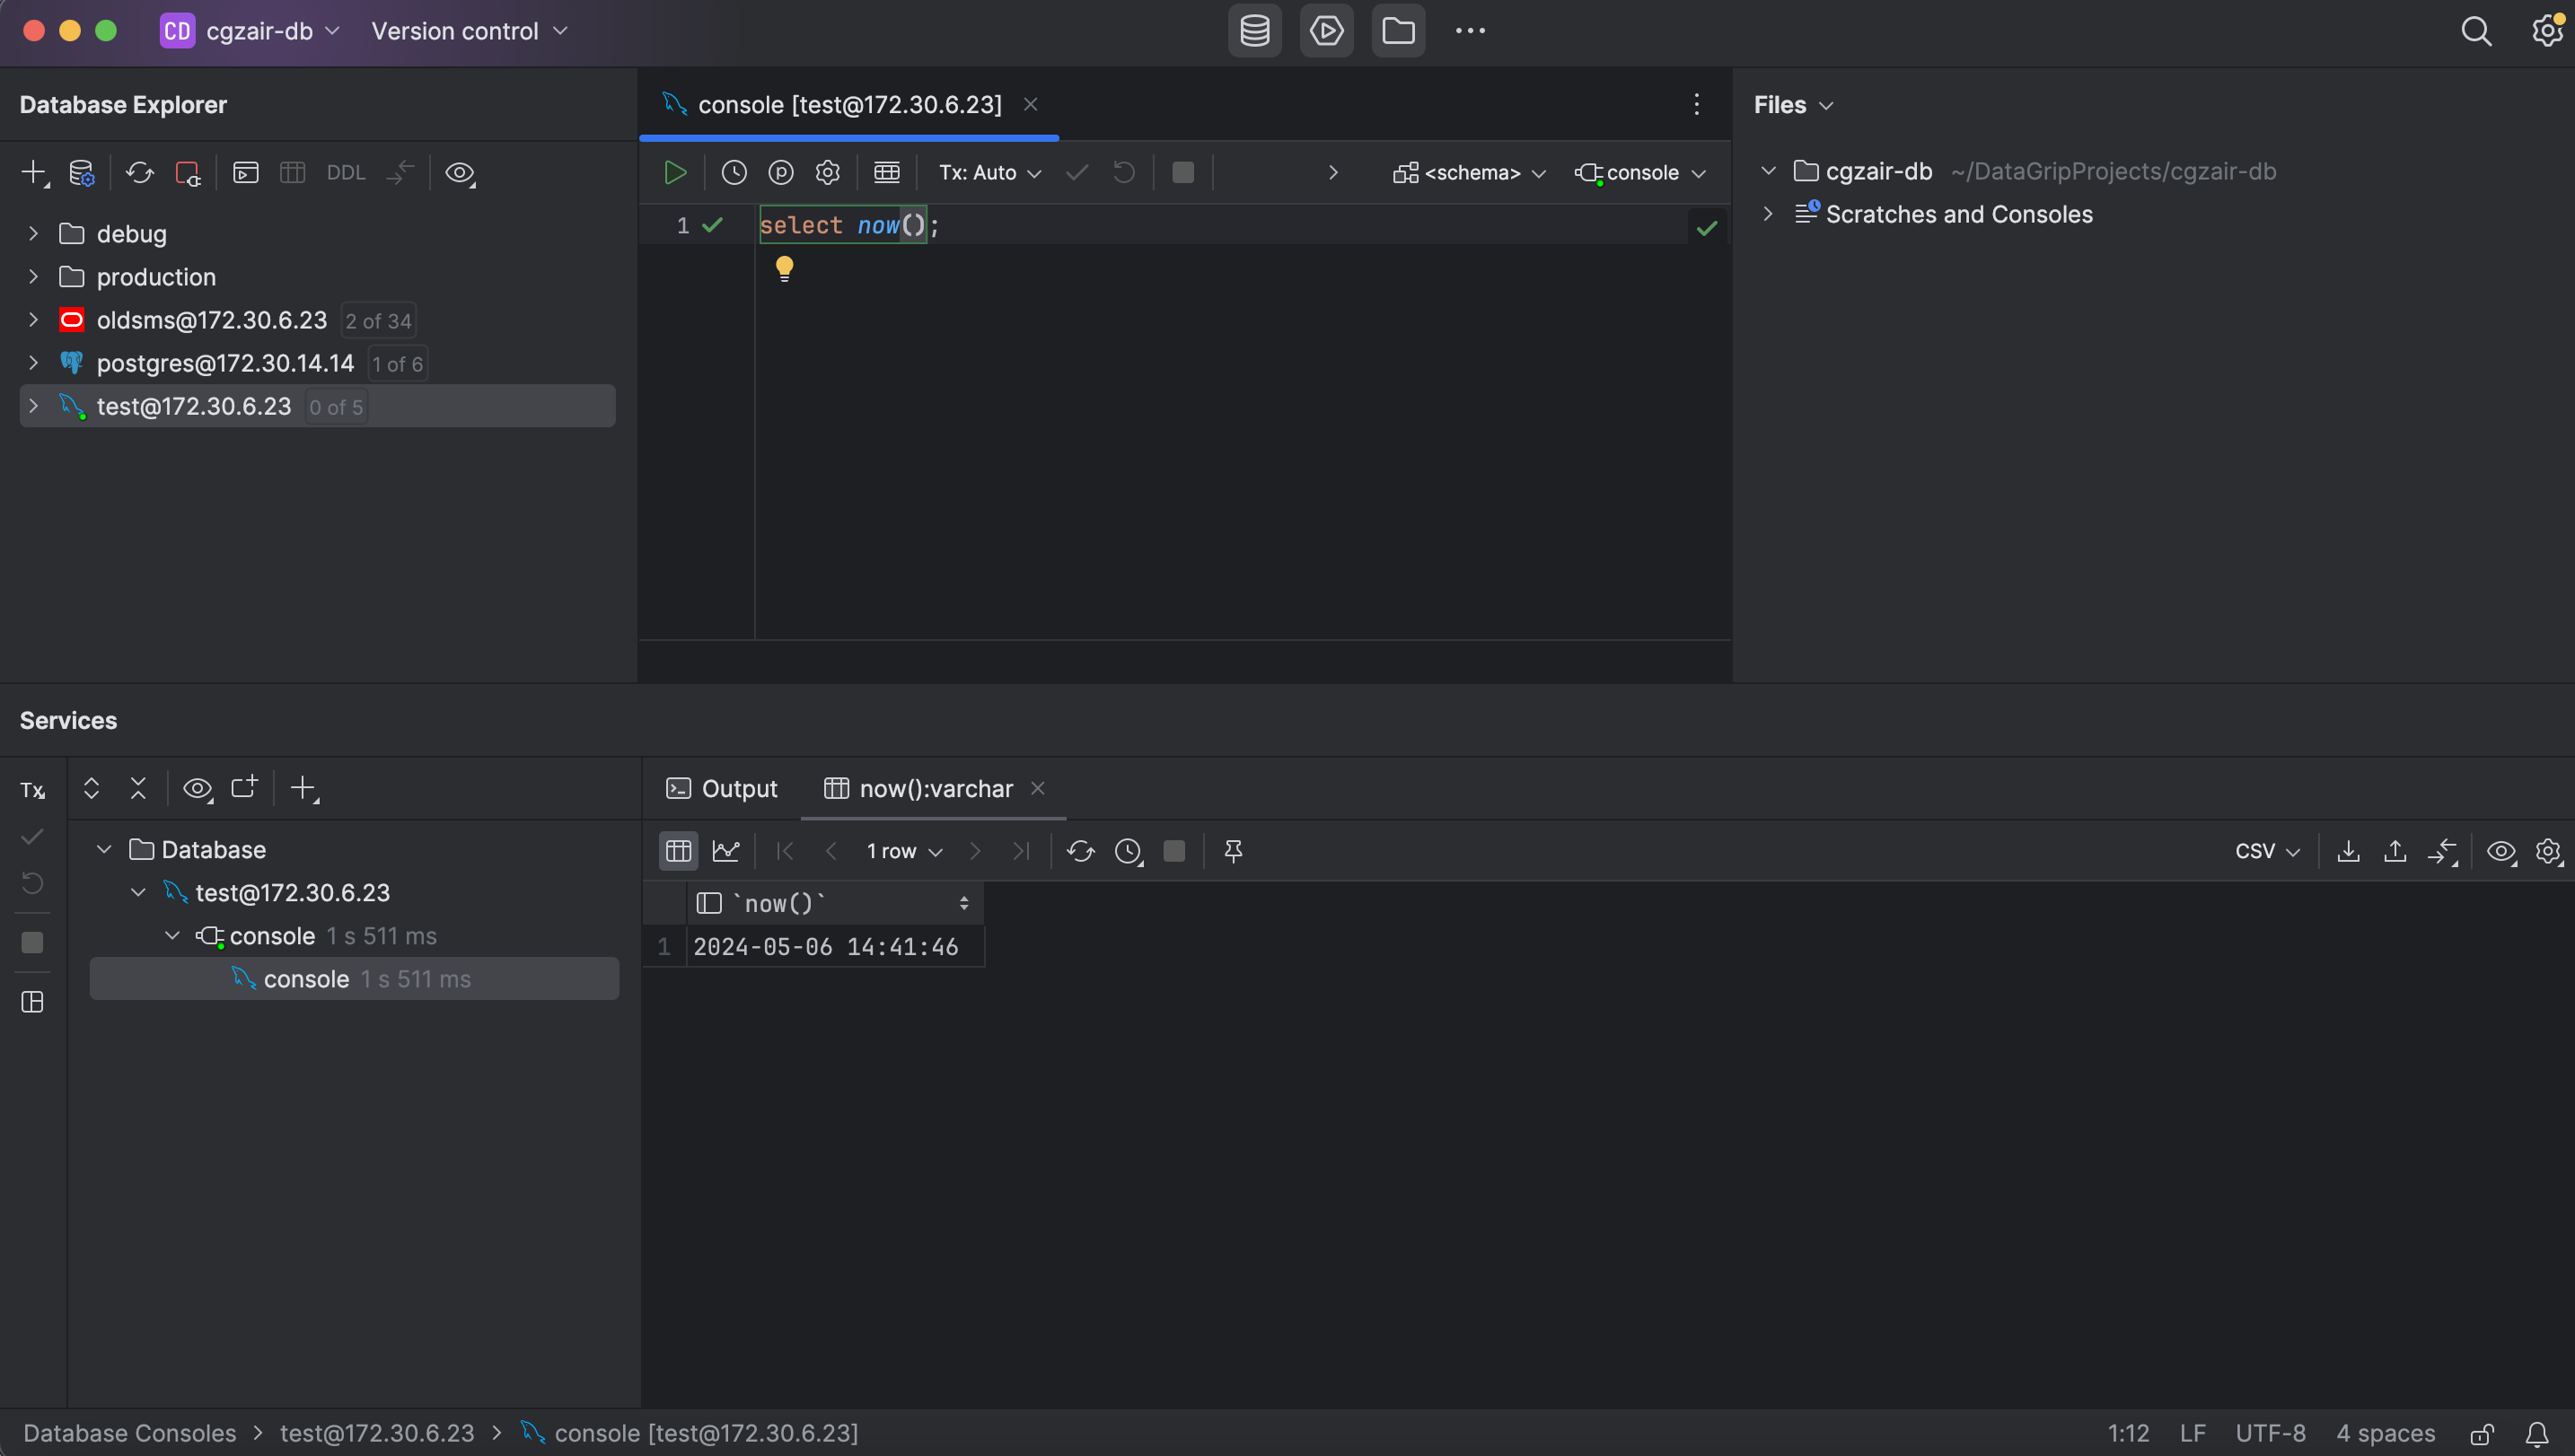 CD cgzair-db Version control
Database Explorer
DDL
debug
production
oldsms@172.30.6.23 2 of 34
postgres@172.30.14.14 1 of 6
test@172.30.6.23 0 of 5
console [test@172.30.6.23]
Tx: Auto <schema> console
1 select now();
Files
cgzair-db ~/DataGripProjects/cgzair-db
Scratches and Consoles
Services
Tx
Database
test@172.30.6.23
console 1 s 511 ms
console 1 s 511 ms
Output now():varchar
1 row CSV
`now()`
1 2024-05-06 14:41:46
Database Consoles > test@172.30.6.23 > console [test@172.30.6.23] 1:12 LF UTF-8 4 spaces